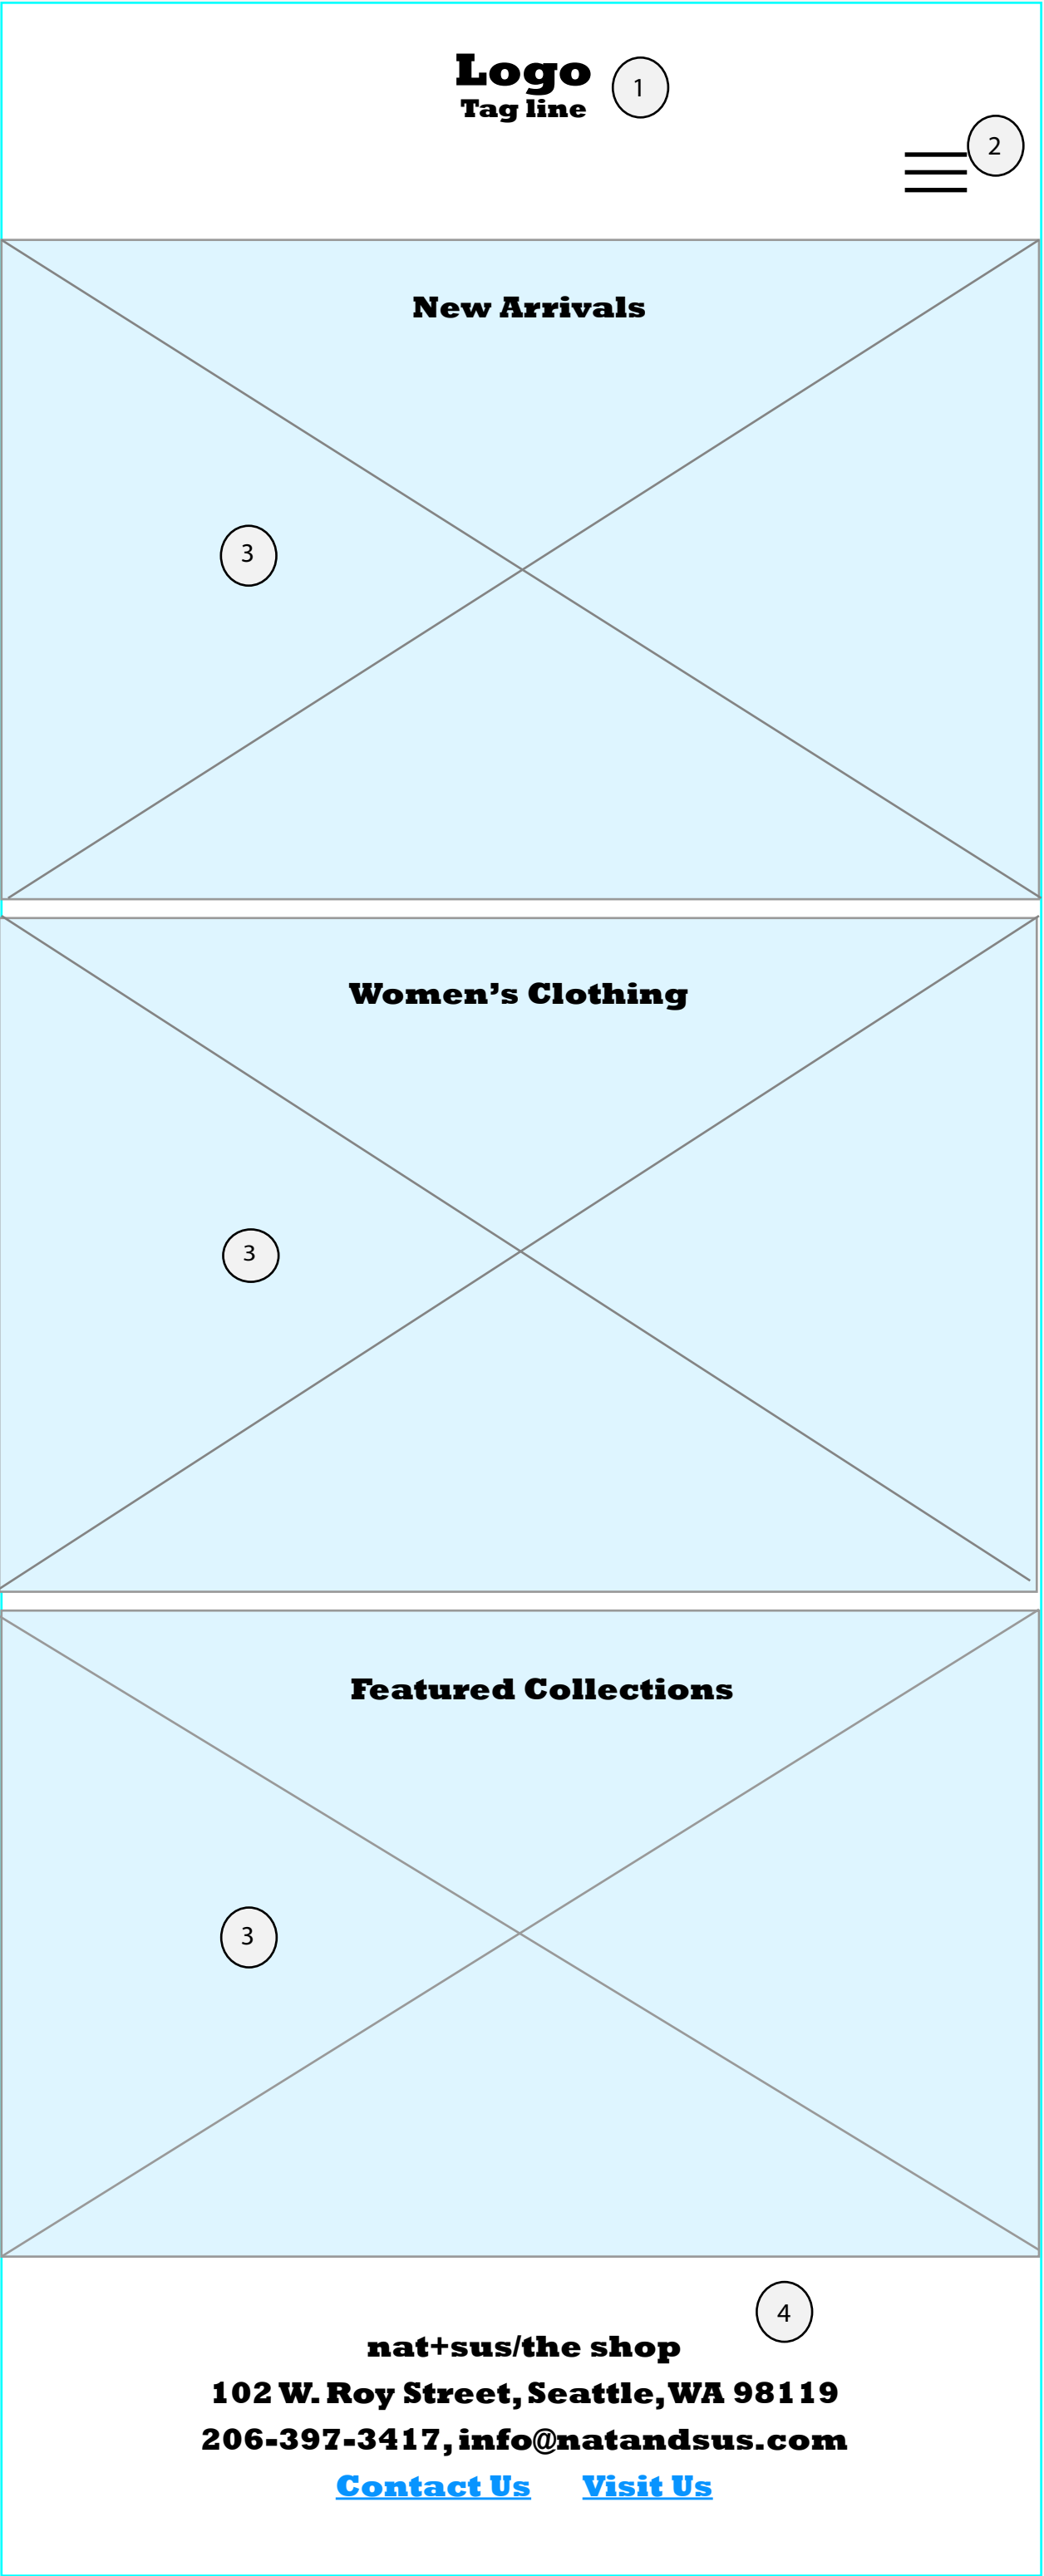 Logo
1
Tag line
2
New Arrivals
3
Women’s Clothing
3
Featured Collections
3
4
nat+sus/the shop
102 W. Roy Street, Seattle, WA 98119
206-397-3417, info@natandsus.com
Contact Us Visit Us